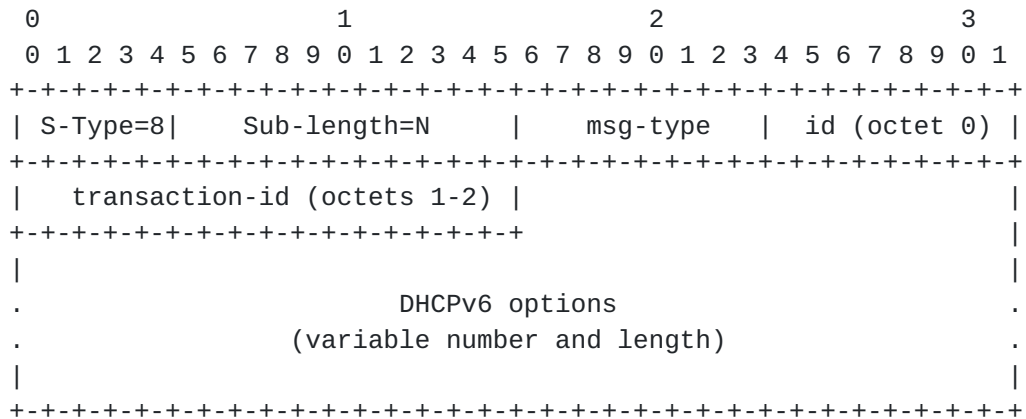 0                   1                   2                   3
0 1 2 3 4 5 6 7 8 9 0 1 2 3 4 5 6 7 8 9 0 1 2 3 4 5 6 7 8 9 0 1
+-+-+-+-+-+-+-+-+-+-+-+-+-+-+-+-+-+-+-+-+-+-+-+-+-+-+-+-+-+-+-+-+
| S-Type=8|    Sub-length=N     |    msg-type   |  id (octet 0) |
+-+-+-+-+-+-+-+-+-+-+-+-+-+-+-+-+-+-+-+-+-+-+-+-+-+-+-+-+-+-+-+-+
|   transaction-id (octets 1-2) |                               |
+-+-+-+-+-+-+-+-+-+-+-+-+-+-+-+-+                               |
|                                                               |
.                        DHCPv6 options                         .
.                 (variable number and length)                  .
|                                                               |
+-+-+-+-+-+-+-+-+-+-+-+-+-+-+-+-+-+-+-+-+-+-+-+-+-+-+-+-+-+-+-+-+